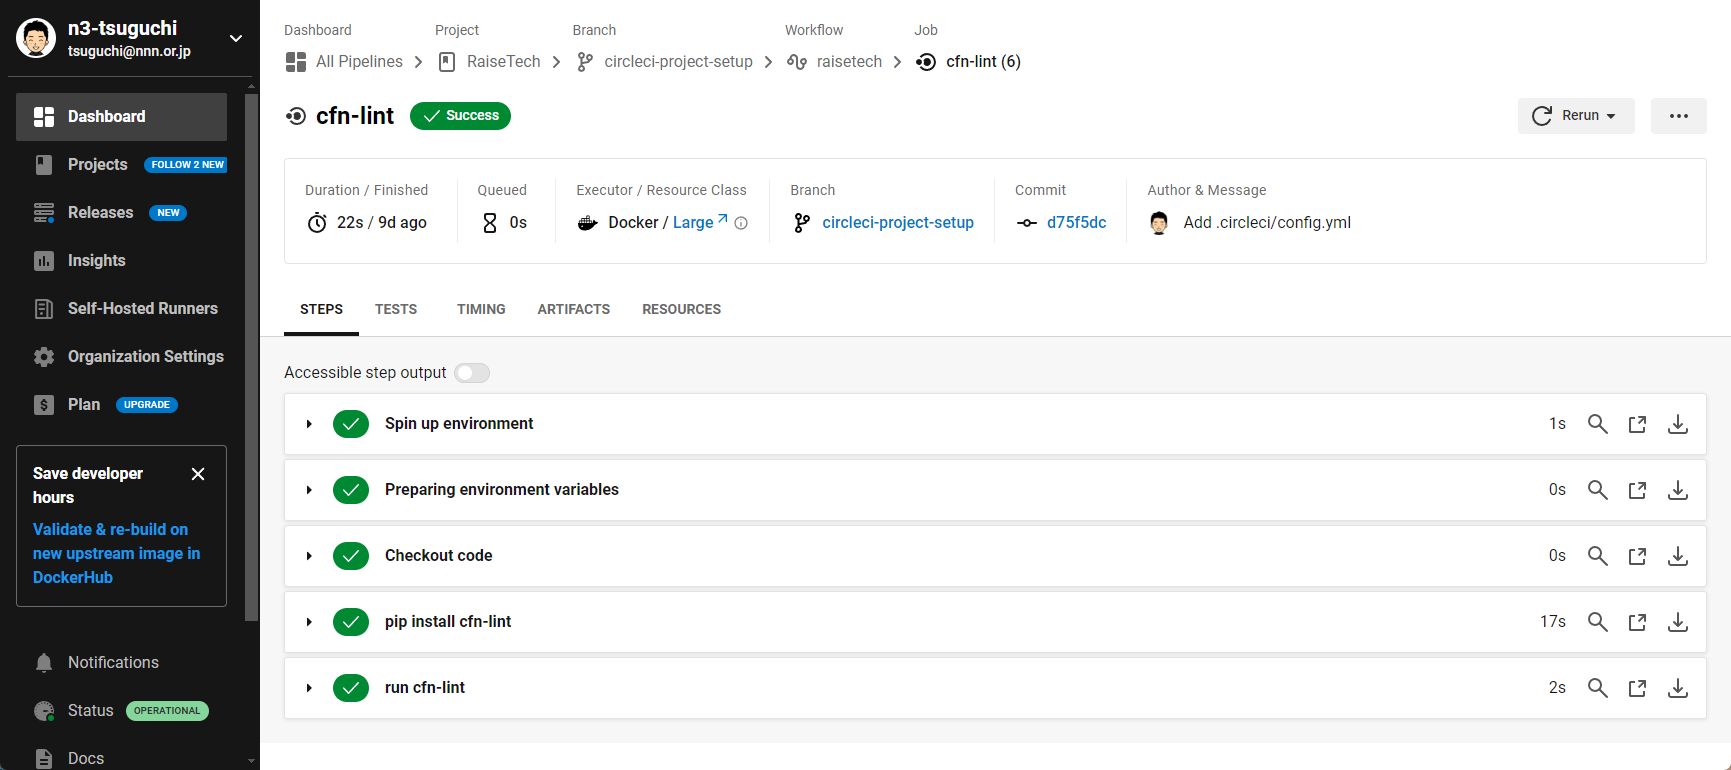 n3-tsuguchi
tsuguchi@nnn.or.jp
Dashboard
Projects FOLLOW 2 NEW
Releases NEW
Insights
Self-Hosted Runners
Organization Settings
Plan UPGRADE
Save developer
hours
Validate & re-build on
new upstream image in
DockerHub
Notifications
Status OPERATIONAL
Docs
Dashboard Project Branch Workflow Job
All Pipelines RaiseTech circleci-project-setup raisetech cfn-lint (6)
cfn-lint Success Rerun
Duration / Finished Queued Executor / Resource Class Branch Commit Author & Message
22s / 9d ago 0s Docker / Large circleci-project-setup d75f5dc Add .circleci/config.yml
STEPS TESTS TIMING ARTIFACTS RESOURCES
Accessible step output
Spin up environment 1s
Preparing environment variables 0s
Checkout code 0s
pip install cfn-lint 17s
run cfn-lint 2s